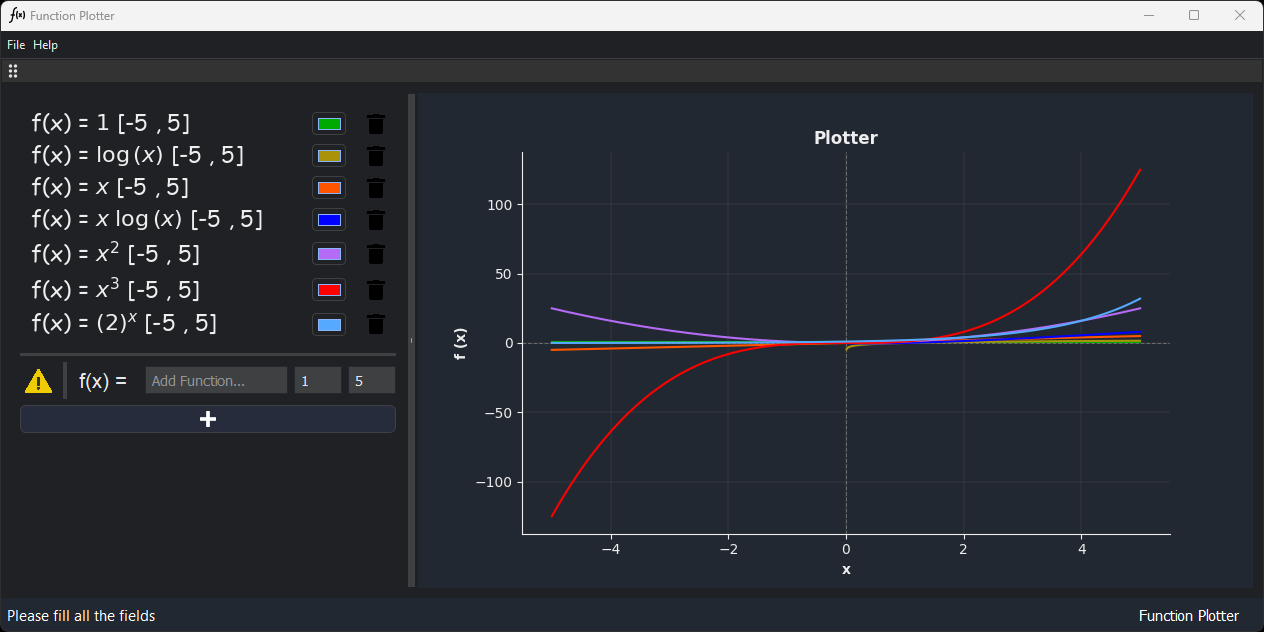 f(x) Function Plotter
File Help
f(x) = 1 [-5 , 5]
f(x) = log (x) [-5 , 5]
f(x) = x [-5 , 5]
f(x) = x log (x) [-5 , 5]
f(x) = x² [-5 , 5]
f(x) = x³ [-5 , 5]
f(x) = (2)ˣ [-5 , 5]
f(x) = Add Function... 1 5
+
Plotter
100
50
0
−50
−100
f (x)
−4 −2 0 2 4
x
Please fill all the fields
Function Plotter